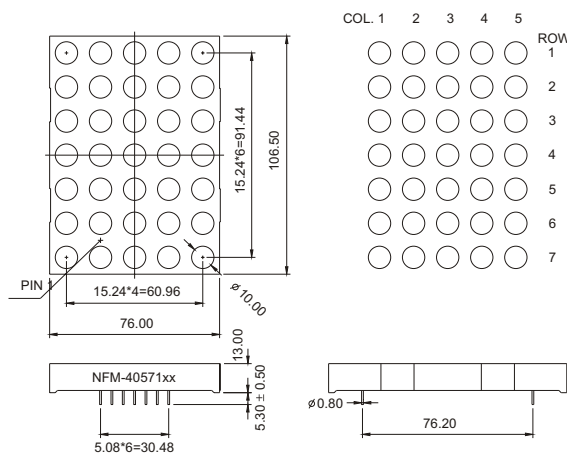 COL. 1 2 3 4 5
ROW
1
2
3
4
5
6
7
15.24*6=91.44
106.50
PIN 1
15.24*4=60.96
ø10.00
76.00
13.00
NFM-40571xx
5.30 ± 0.50
5.08*6=30.48
ø0.80
76.20